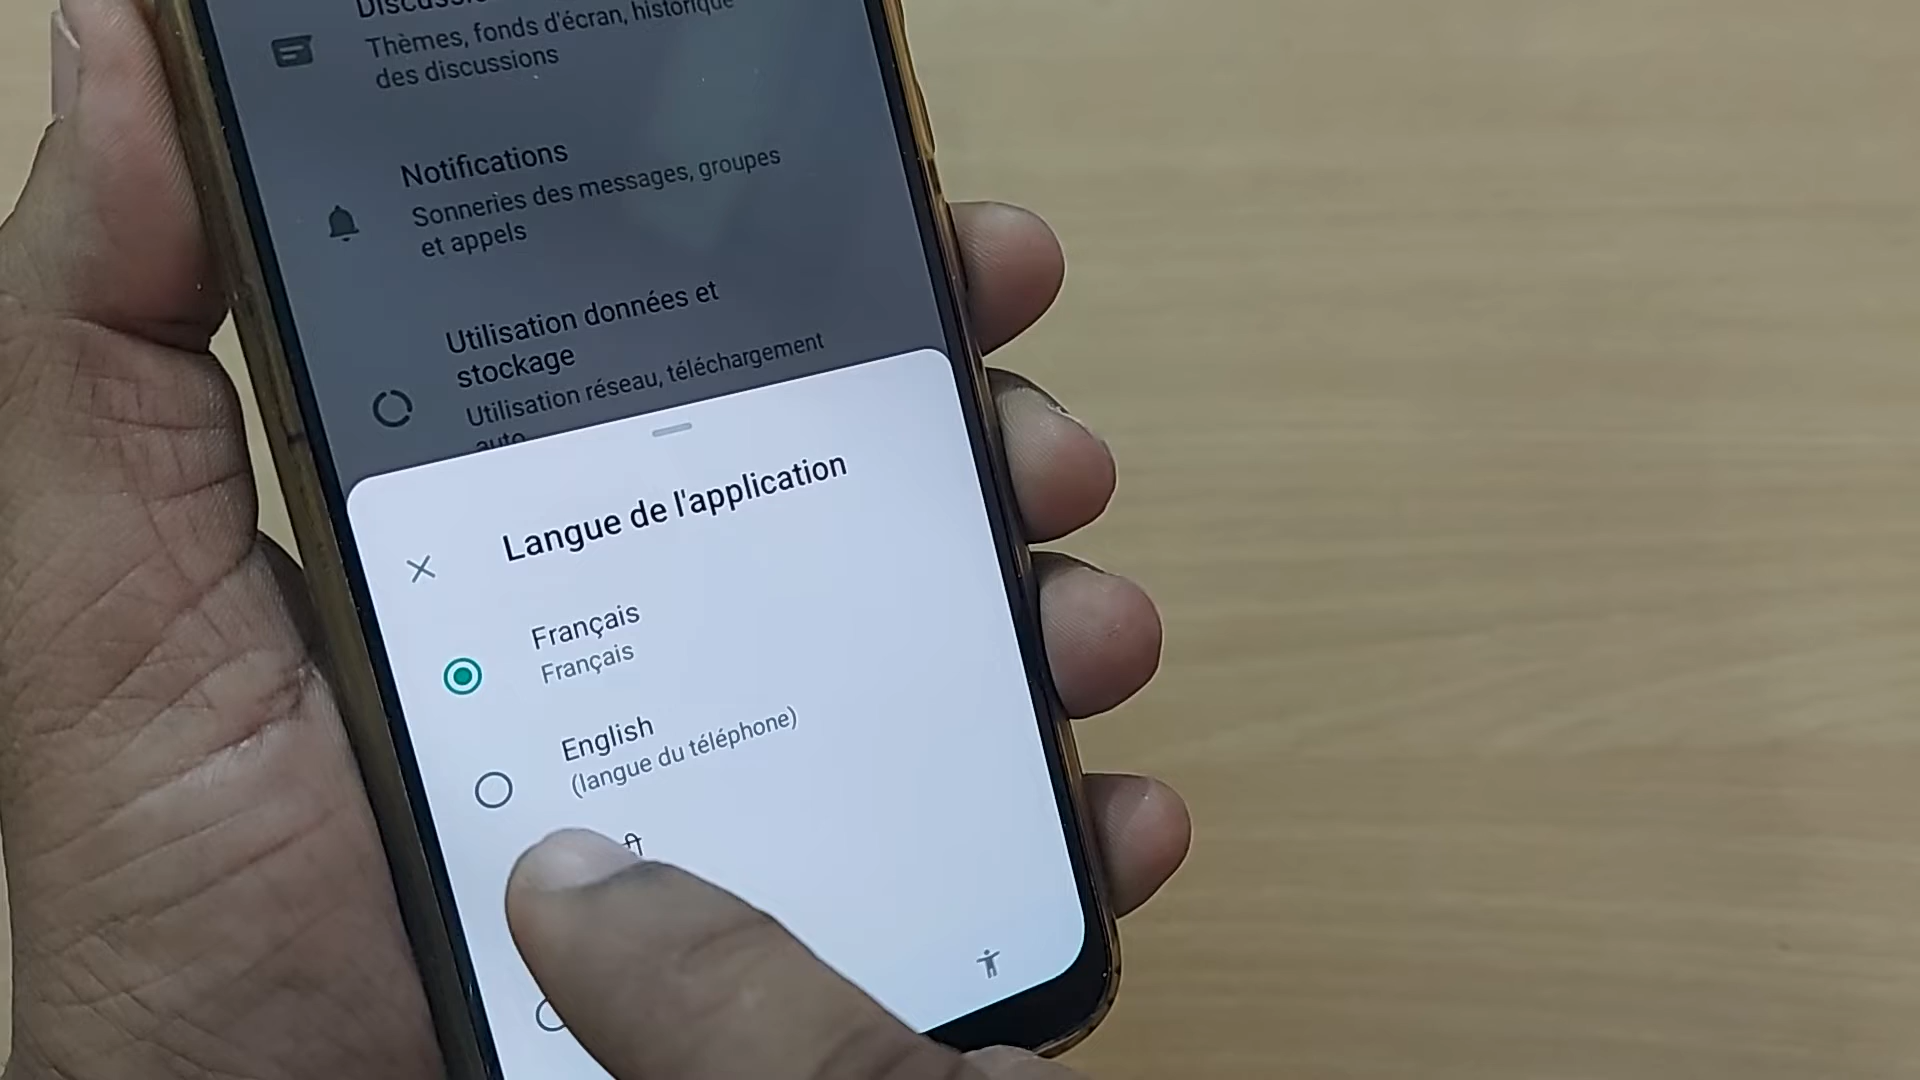 Thèmes, fonds d'écran, historique
des discussions
Notifications
Sonneries des messages, groupes
et appels
Utilisation données et
stockage
Utilisation réseau, téléchargement
auto
Langue de l'application
Français
Français
English
(langue du téléphone)